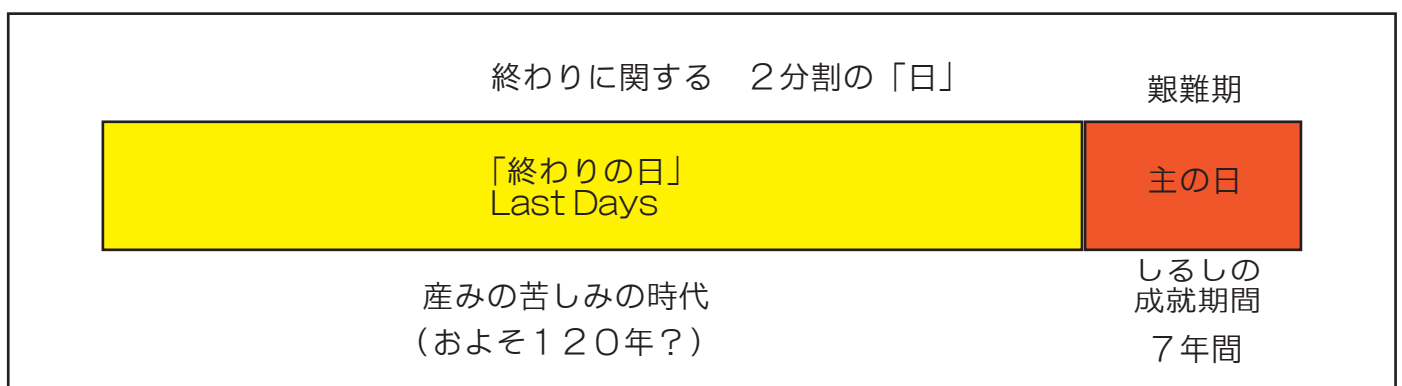 終わりに関する　２分割の「日」
艱難期
「終わりの日」
Last Days
主の日
産みの苦しみの時代
（およそ１２０年？）
しるしの
成就期間
７年間